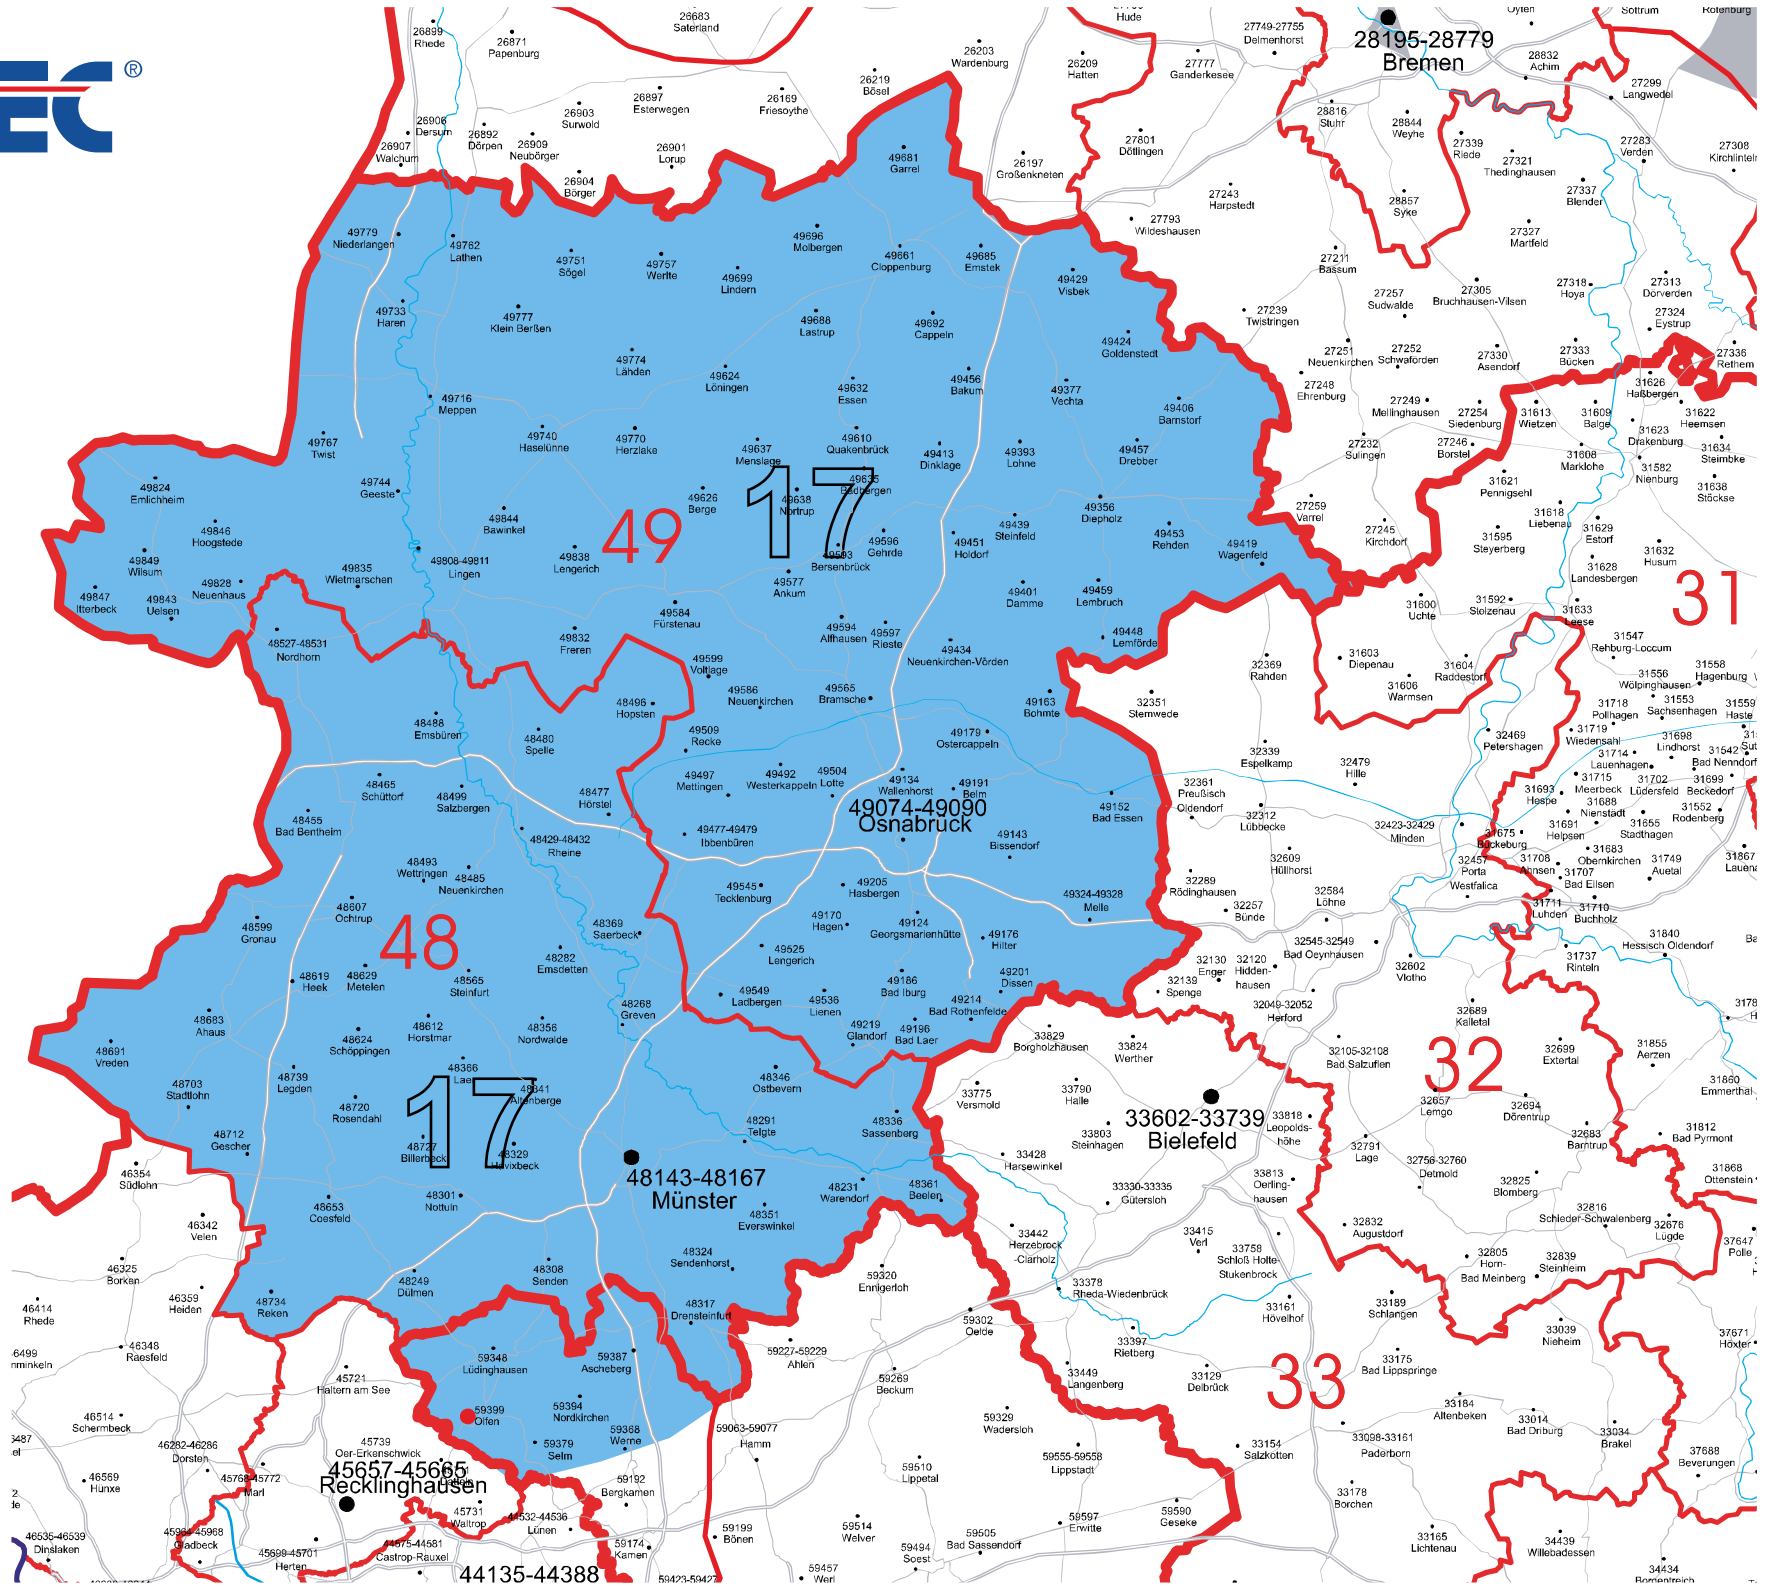 EC®
28195-28779
Bremen
17
49
31
48
17
32
33
49074-49090
Osnabrück
48143-48167
Münster
33602-33739
Bielefeld
45657-45665
Recklinghausen
44135-44388
26899
Rhede
26871
Papenburg
26683
Saterland
26203
Wardenburg
Hude
26209
Hatten
27777
Ganderkesee
27749-27755
Delmenhorst
Oyten
28832
Achim
Sottrum
Rotenburg
27299
Langwedel
26219
Bösel
26169
Friesoythe
26897
Esterwegen
26903
Surwold
26906
Dersum
26892
Dörpen
26909
Neubörger
26907
Walchum
26901
Lorup
26904
Börger
49681
Garrel
26197
Großenkneten
27801
Dötlingen
28816
Stuhr
28844
Weyhe
27339
Riede
27321
Thedinghausen
27283
Verden
27308
Kirchlinteln
27337
Blender
27243
Harpstedt
28857
Syke
27793
Wildeshausen
27327
Martfeld
49779
Niederlangen
49762
Lathen
49751
Sögel
49757
Werlte
49696
Molbergen
49699
Lindern
49661
Cloppenburg
49685
Emstek
49429
Visbek
27211
Bassum
27257
Sudwalde
27305
Bruchhausen-Vilsen
27318
Hoya
27313
Dörverden
27324
Eystrup
27239
Twistringen
49733
Haren
49777
Klein Berßen
49688
Lastrup
49692
Cappeln
49424
Goldenstedt
27251
Neuenkirchen
27252
Schwaförden
27330
Asendorf
27333
Bücken
27336
Rethem
49774
Lähden
49624
Löningen
49632
Essen
49456
Bakum
49377
Vechta
27248
Ehrenburg
31626
Haßbergen
49716
Meppen
49406
Barnstorf
27249
Mellinghausen
27254
Siedenburg
31613
Wietzen
31609
Balge
31622
Heemsen
31623
Drakenburg
49767
Twist
49740
Haselünne
49770
Herzlake
49637
Menslage
49610
Quakenbrück
49413
Dinklage
49393
Lohne
49457
Drebber
27232
Sulingen
27246
Borstel
31608
Marklohe
31634
Steimbke
31582
Nienburg
49824
Emlichheim
49744
Geeste
49626
Berge
49638
Nortrup
49635
Badbergen
31621
Pennigsehl
31638
Stöckse
49846
Hoogstede
49844
Bawinkel
49439
Steinfeld
49356
Diepholz
49453
Rehden
27259
Varrel
27245
Kirchdorf
31618
Liebenau
31629
Estorf
49849
Wilsum
49808-49811
Lingen
49838
Lengerich
49593
Bersenbrück
49596
Gehrde
49451
Holdorf
49419
Wagenfeld
31595
Steyerberg
31632
Husum
31628
Landesbergen
49847
Itterbeck
49843
Uelsen
49828
Neuenhaus
49835
Wietmarschen
49577
Ankum
49401
Damme
49459
Lembruch
31600
Uchte
31592
Stolzenau
31633
Leese
48527-48531
Nordhorn
49832
Freren
49584
Fürstenau
49594
Alfhausen
49597
Rieste
49434
Neuenkirchen-Vörden
49448
Lemförde
31547
Rehburg-Loccum
49599
Voltlage
32369
Rahden
31603
Diepenau
31604
Raddestorf
31606
Warmsen
31556
Wölpinghausen
31558
Hagenburg
48496
Hopsten
49586
Neuenkirchen
49565
Bramsche
49163
Bohmte
32351
Stemwede
31718
Pollhagen
31553
Sachsenhagen
31559
Haste
48488
Emsbüren
48480
Spelle
49509
Recke
49179
Ostercappeln
32339
Espelkamp
32469
Petershagen
31719
Wiedensahl
31698
Lindhorst
31714
Lauenhagen
31542
Bad Nenndorf
48465
Schüttorf
48499
Salzbergen
48477
Hörstel
49497
Mettingen
49492
Westerkappeln
49504
Lotte
49134
Wallenhorst
49191
Belm
49152
Bad Essen
32361
Preußisch
Oldendorf
32479
Hille
31693
Hespe
31715
Meerbeck
31702
Lüdersfeld
31699
Beckedorf
31688
Nienstädt
31552
Rodenberg
48455
Bad Bentheim
48429-48432
Rheine
49477-49479
Ibbenbüren
49143
Bissendorf
32312
Lübbecke
32423-32429
Minden
31675
Bückeburg
31691
Helpsen
31655
Stadthagen
31683
Obernkirchen
48493
Wettringen
48485
Neuenkirchen
32609
Hüllhorst
32457
Porta
Westfalica
31708
Ahnsen
31707
Bad Eilsen
31749
Auetal
31867
Lauenau
48607
Ochtrup
49545
Tecklenburg
49205
Hasbergen
49324-49328
Melle
32289
Rödinghausen
32257
Bünde
32584
Löhne
31711
Luhden
31710
Buchholz
48599
Gronau
48369
Saerbeck
49170
Hagen
49124
Georgsmarienhütte
49176
Hilter
32545-32549
Bad Oeynhausen
31840
Hessisch Oldendorf
48619
Heek
48629
Metelen
48565
Steinfurt
48282
Emsdetten
49525
Lengerich
49186
Bad Iburg
49201
Dissen
32130
Enger
32120
Hidden-
hausen
32139
Spenge
32602
Vlotho
31737
Rinteln
48683
Ahaus
48612
Horstmar
48356
Nordwalde
48268
Greven
49549
Ladbergen
49536
Lienen
49214
Bad Rothenfelde
32049-32052
Herford
32689
Kalletal
48691
Vreden
48624
Schöppingen
49219
Glandorf
49196
Bad Laer
33829
Borgholzhausen
33824
Werther
32105-32108
Bad Salzuflen
32699
Extertal
31855
Aerzen
48703
Stadtlohn
48739
Legden
48366
Laer
48341
Altenberge
48346
Ostbevern
33775
Versmold
33790
Halle
31860
Emmerthal
48720
Rosendahl
48291
Telgte
48336
Sassenberg
33803
Steinhagen
33818
Leopolds-
höhe
32657
Lemgo
32694
Dörentrup
32683
Barntrup
31812
Bad Pyrmont
48712
Gescher
48727
Billerbeck
48329
Havixbeck
33428
Harsewinkel
32791
Lage
46354
Südlohn
48301
Nottuln
48231
Warendorf
48361
Beelen
33330-33335
Gütersloh
33813
Oerling-
hausen
32756-32760
Detmold
32825
Blomberg
31868
Ottenstein
48653
Coesfeld
48351
Everswinkel
32816
Schieder-Schwalenberg
32676
Lügde
46342
Velen
33442
Herzebrock
-Clarholz
33415
Verl
33758
Schloß Holte-
Stukenbrock
32832
Augustdorf
32805
Horn-
Bad Meinberg
32839
Steinheim
37647
Polle
46325
Borken
48249
Dülmen
48308
Senden
48324
Sendenhorst
59320
Ennigerloh
33378
Rheda-Wiedenbrück
46414
Rhede
46359
Heiden
48734
Reken
48317
Drensteinfurt
59302
Oelde
33161
Hövelhof
33189
Schlangen
33039
Nieheim
37671
Höxter
46348
Raesfeld
59348
Lüdinghausen
59387
Ascheberg
59227-59229
Ahlen
33397
Rietberg
33175
Bad Lippspringe
45721
Haltern am See
59269
Beckum
33449
Langenberg
33129
Delbrück
46514
Schermbeck
59399
Olfen
59394
Nordkirchen
59329
Wadersloh
33184
Altenbeken
33014
Bad Driburg
33034
Brakel
46282-46286
Dorsten
45739
Oer-Erkenschwick
59379
Selm
59368
Werne
59063-59077
Hamm
59555-59558
Lippstadt
33154
Salzkotten
33098-33161
Paderborn
37688
Beverungen
46569
Hünxe
45768-45772
Marl
59192
Bergkamen
59510
Lippetal
33178
Borchen
45731
Waltrop
44532-44536
Lünen
59590
Geseke
46535-46539
Dinslaken
45964-45968
Gladbeck
45699-45701
Herten
44575-44581
Castrop-Rauxel
59174
Kamen
59199
Bönen
59514
Welver
59505
Bad Sassendorf
59597
Erwitte
33165
Lichtenau
34439
Willebadessen
59494
Soest
59457
Werl
59423-59427
34434
Borgentreich